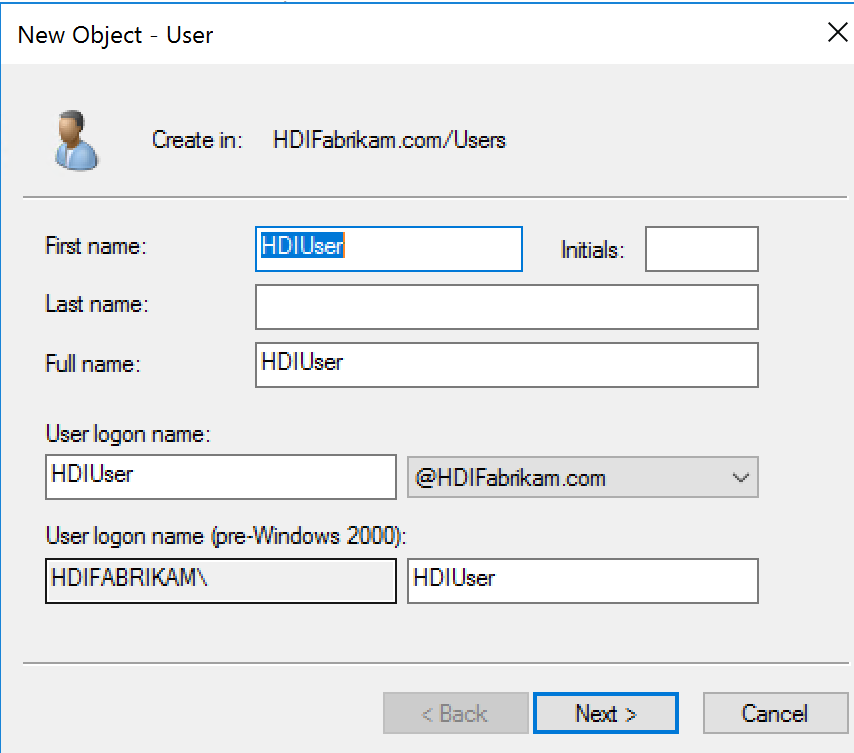 New Object - User
Create in: HDIFabrikam.com/Users
First name: HDIUser Initials:
Last name:
Full name: HDIUser
User logon name:
HDIUser @HDIFabrikam.com
User logon name (pre-Windows 2000):
HDIFABRIKAM\ HDIUser
< Back Next > Cancel